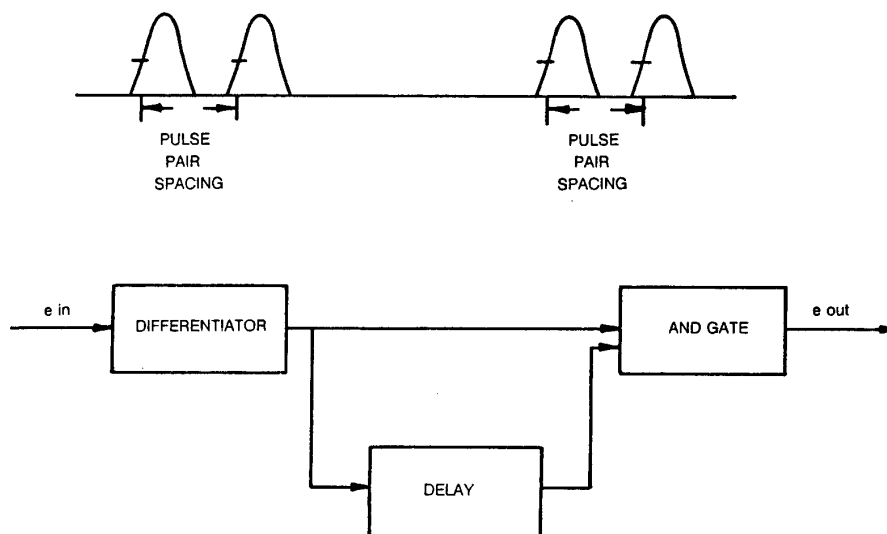 PULSE
PAIR
SPACING
PULSE
PAIR
SPACING
e in
DIFFERENTIATOR
AND GATE
e out
DELAY